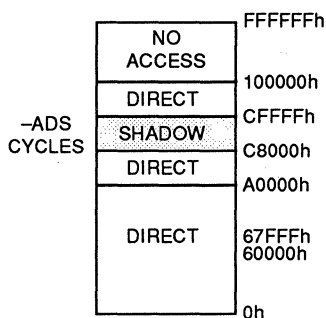 FFFFFFh
NO
ACCESS
100000h
DIRECT
CFFFFh
–ADS
CYCLES
SHADOW
C8000h
DIRECT
A0000h
DIRECT
67FFFh
60000h
0h